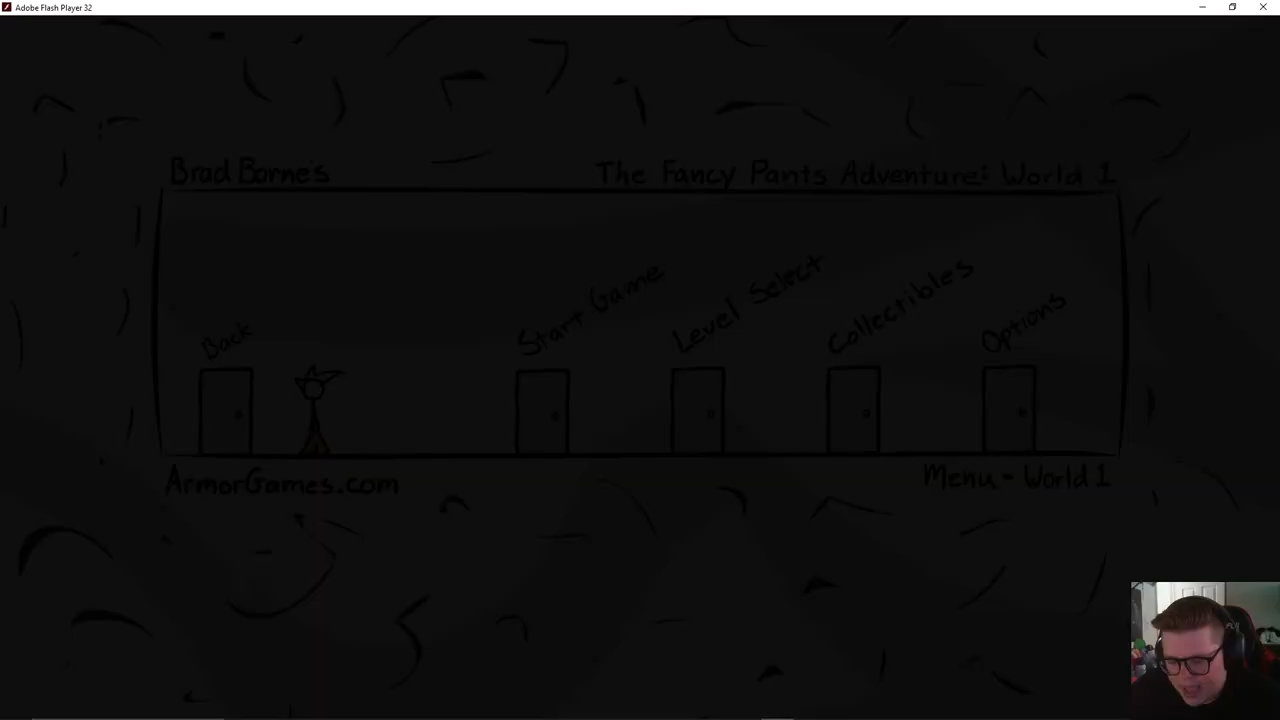 Adobe Flash Player 32
Brad Borne's
The Fancy Pants Adventure: World 1
Back
Start Game
Level Select
Collectibles
Options
ArmorGames.com
Menu - World 1